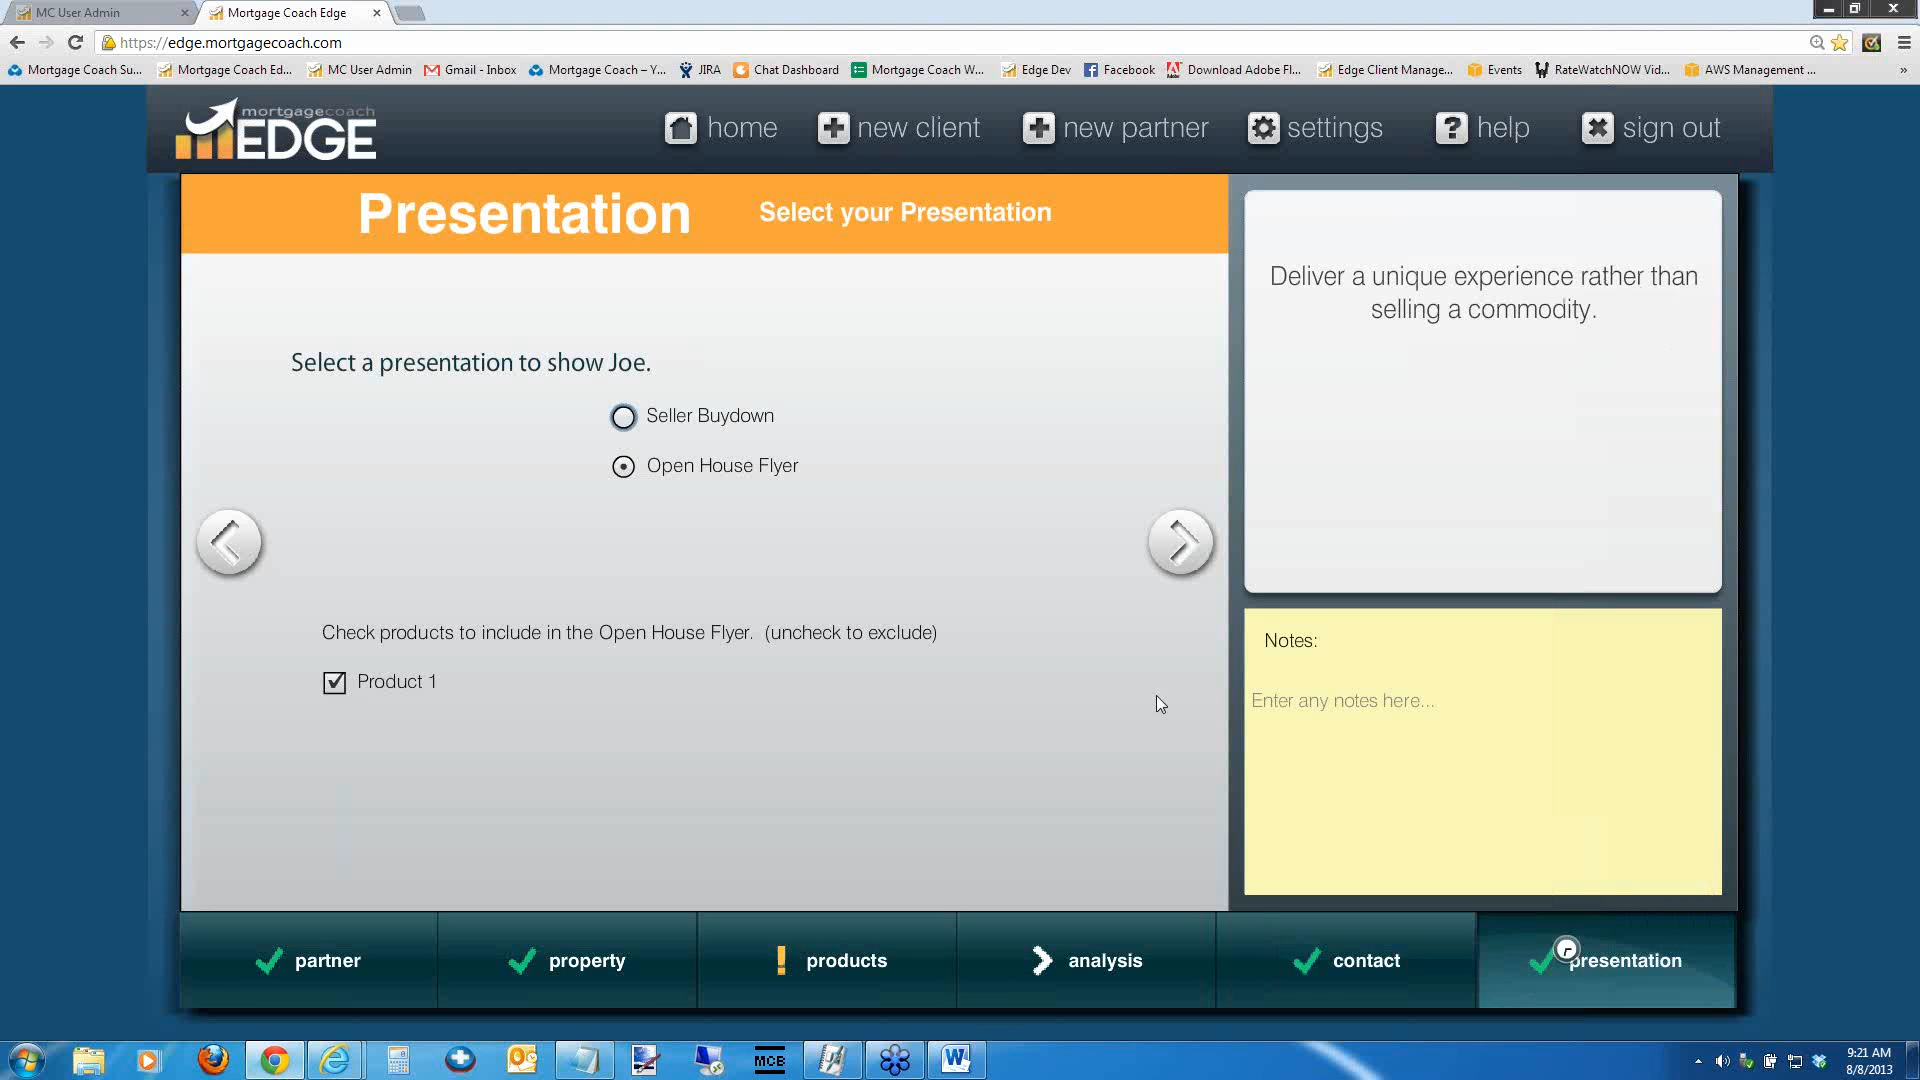 MC User Admin
Mortgage Coach Edge
https://edge.mortgagecoach.com
Mortgage Coach Su...
Mortgage Coach Ed...
MC User Admin
Gmail - Inbox
Mortgage Coach – Y...
JIRA
Chat Dashboard
Mortgage Coach W...
Edge Dev
Facebook
Download Adobe Fl...
Edge Client Manage...
Events
RateWatchNOW Vid...
AWS Management ...
»
mortgagecoach
EDGE
home
new client
new partner
settings
help
sign out
Presentation
Select your Presentation
Deliver a unique experience rather than
selling a commodity.
Select a presentation to show Joe.
Seller Buydown
Open House Flyer
Check products to include in the Open House Flyer. (uncheck to exclude)
Product 1
Notes:
Enter any notes here...
partner
property
products
analysis
contact
presentation
MCB
9:21 AM
8/8/2013